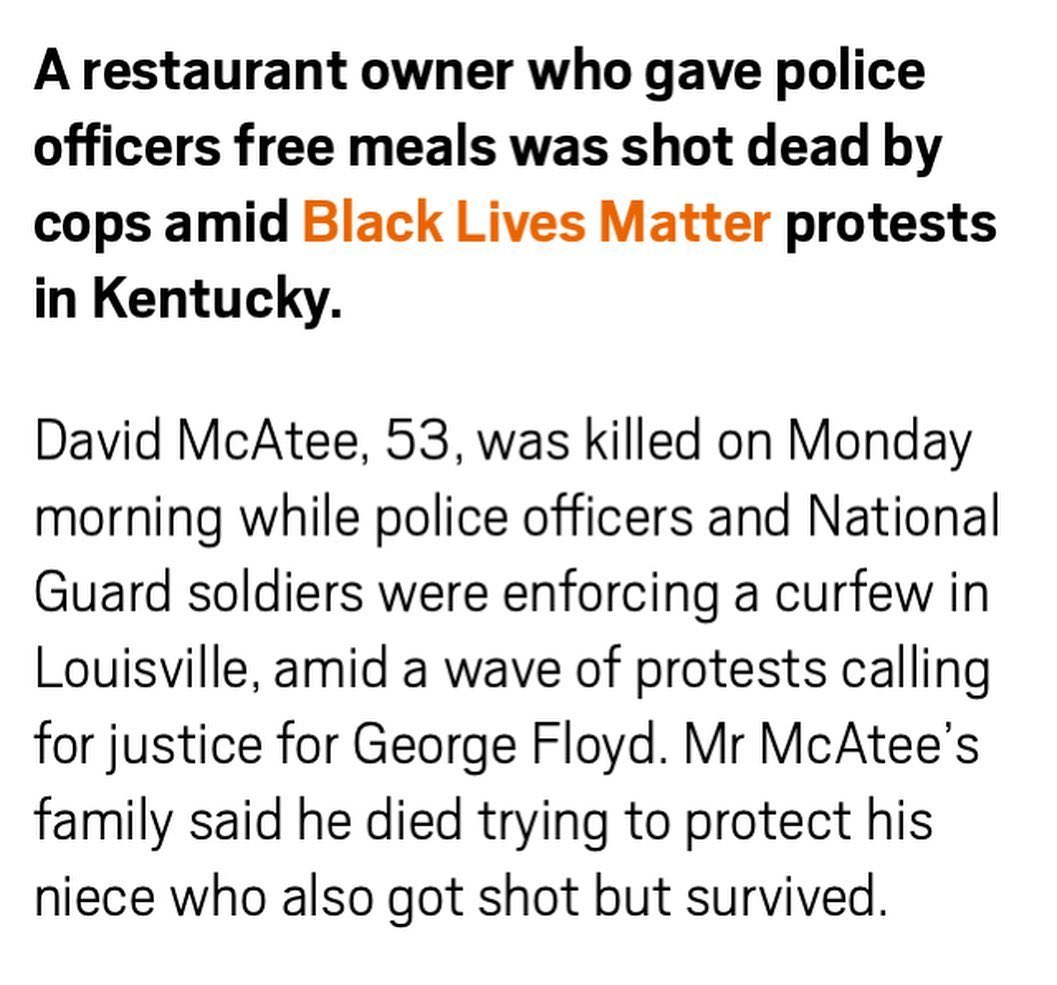 A restaurant owner who gave police
officers free meals was shot dead by
cops amid Black Lives Matter protests
in Kentucky.
David McAtee, 53, was killed on Monday
morning while police officers and National
Guard soldiers were enforcing a curfew in
Louisville, amid a wave of protests calling
for justice for George Floyd. Mr McAtee’s
family said he died trying to protect his
niece who also got shot but survived.